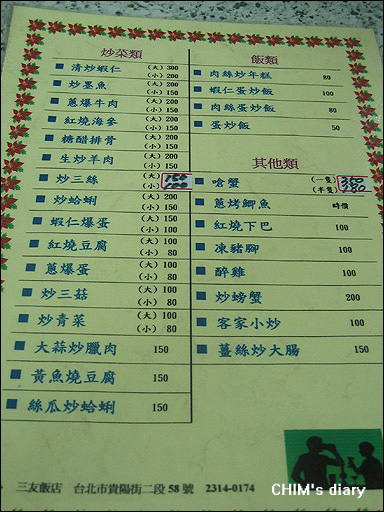 炒菜類
清炒蝦仁 (大) 300
(小) 200
炒墨魚 (大) 200
(小) 150
蔥爆牛肉 (大) 200
(小) 150
紅燒海參 (大) 200
(小) 150
糖醋排骨 (大) 200
(小) 150
生炒羊肉 (大) 200
(小) 150
炒三絲 (大)
(小)
炒蛤蜊 (大) 200
(小) 150
蝦仁爆蛋 (大) 150
(小) 100
紅燒豆腐 (大) 100
(小) 80
蔥爆蛋 (大) 100
(小) 80
炒三菇 (大) 100
(小) 80
炒青菜 (大) 100
(小) 80
大蒜炒臘肉 150
黃魚燒豆腐 150
絲瓜炒蛤蜊 150
飯類
肉絲炒年糕 80
蝦仁蛋炒飯 100
肉絲蛋炒飯 80
蛋炒飯 50
其他類
嗆蟹 (一隻)
(半隻)
蔥烤鯽魚 時價
紅燒下巴 100
凍豬腳 100
醉雞 100
炒螃蟹 200
客家小炒 100
薑絲炒大腸 150
三友飯店 台北市貴陽街二段58號 2314-0174
CHIM's diary